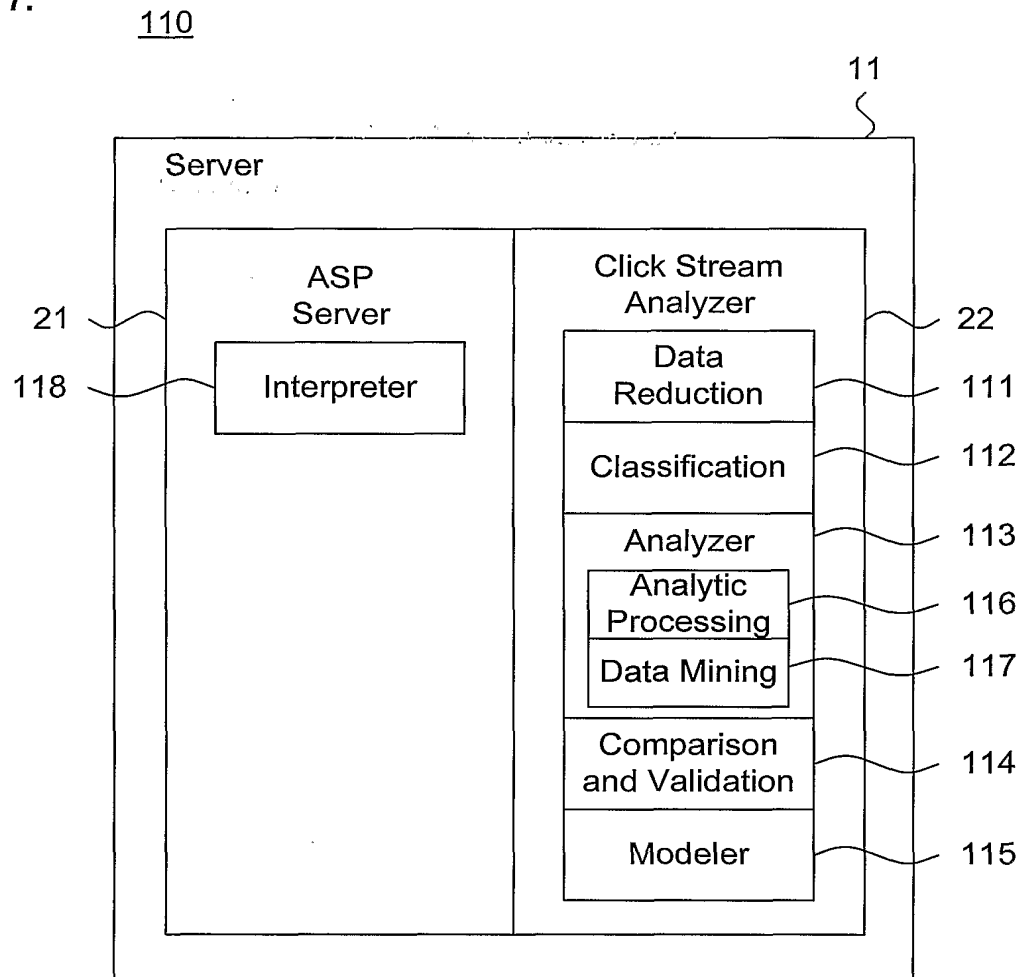 7.
110
11
Server
ASP
Server
21
118
Interpreter
Click Stream
Analyzer
22
Data
Reduction
111
Classification
112
Analyzer
113
Analytic
Processing
116
Data Mining
117
Comparison
and Validation
114
Modeler
115